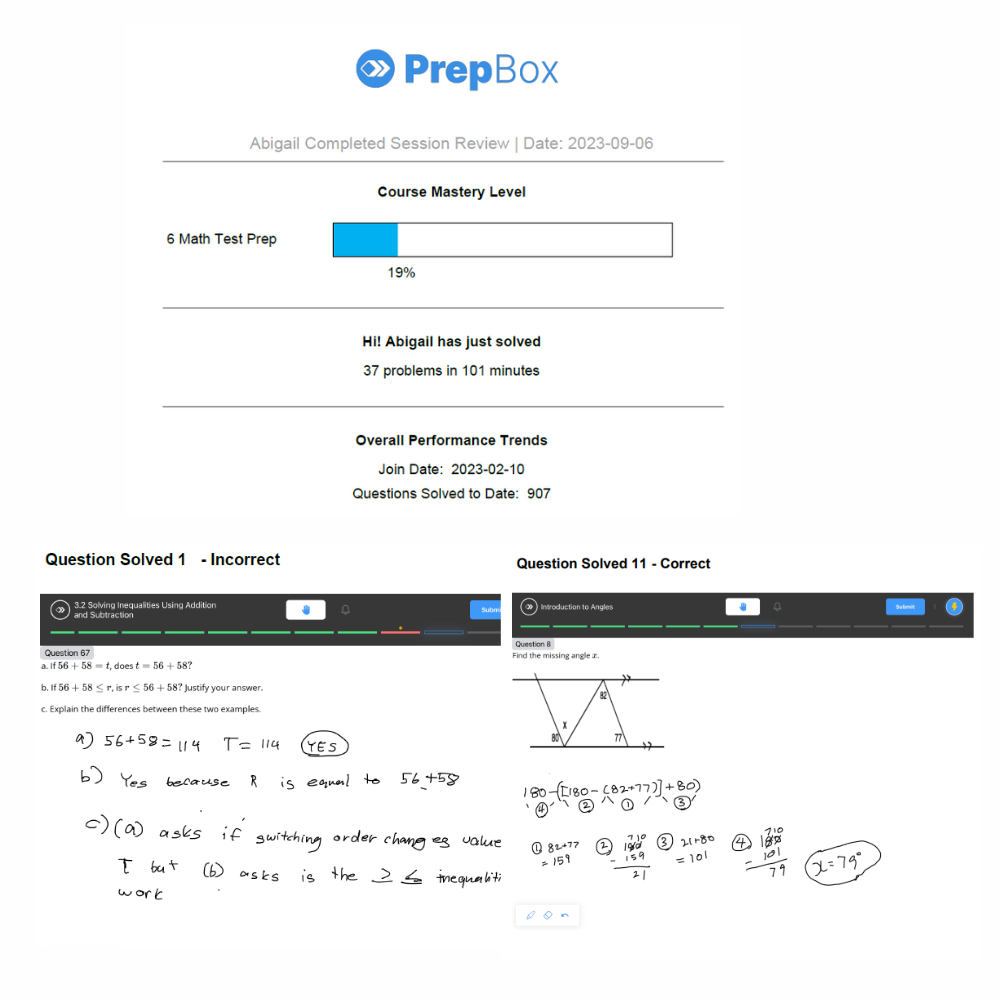 PrepBox
Abigail Completed Session Review | Date: 2023-09-06
Course Mastery Level
6 Math Test Prep
19%
Hi! Abigail has just solved
37 problems in 101 minutes
Overall Performance Trends
Join Date: 2023-02-10
Questions Solved to Date: 907
Question Solved 1 - Incorrect
3.2 Solving Inequalities Using Addition
and Subtraction
Submi
Question 67
a. If 56 + 58 = t, does t = 56 + 58?
b. If 56 + 58 ≤ r, is r ≤ 56 + 58? Justify your answer.
c. Explain the differences between these two examples.
a) 56+58=114 T=114 YES
b) Yes because R is equal to 56+58
c) (a) asks if switching order changes value
T but (b) asks is the ≥ ≤ inequaliti
work
Question Solved 11 - Correct
Introduction to Angles
Submit
Question 8
Find the missing angle x.
82
x
80 77
180-([180-(82+77)]+80)
4 2 1 3
① 82+77
= 159
② 180
- 159
21
③ 21+80
= 101
④ 180
- 101
79
x=79°